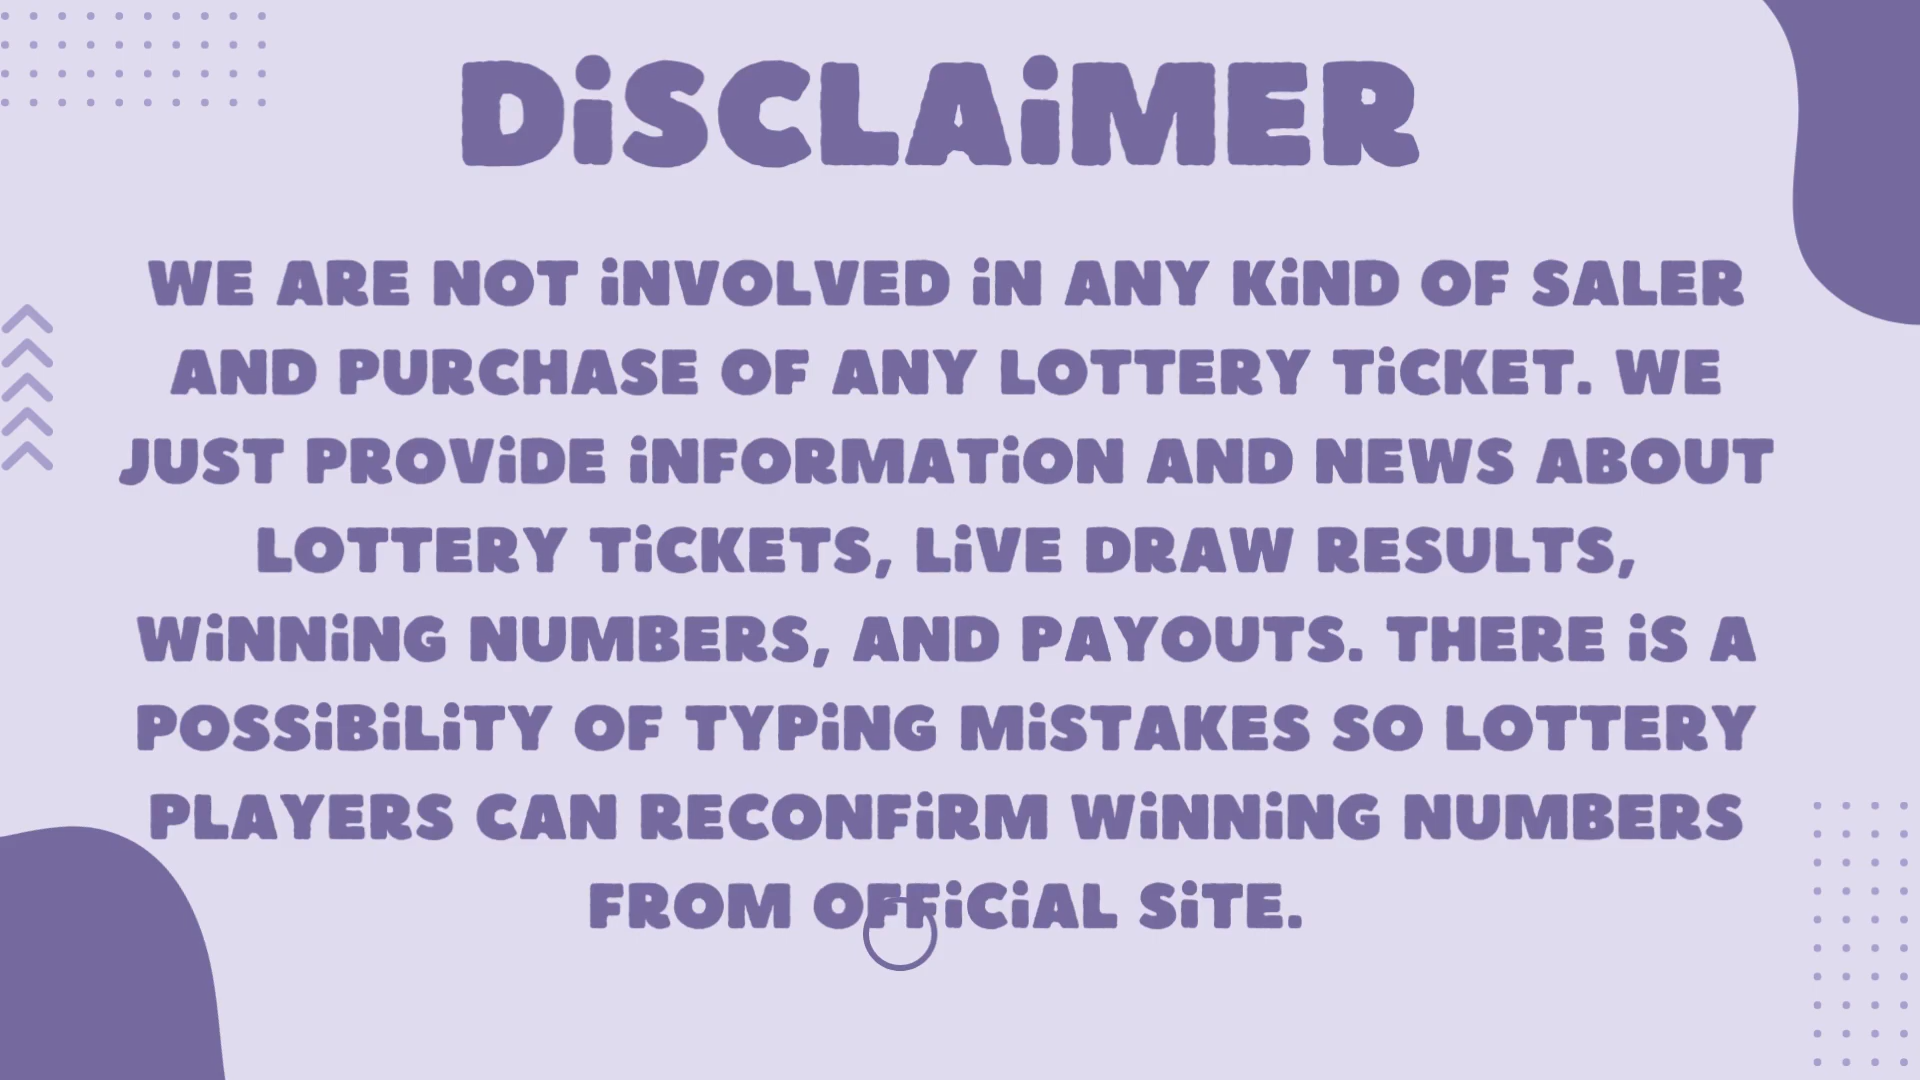 DiSCLAiMER
WE ARE NOT iNVOLVED iN ANY KiND OF SALER
AND PURCHASE OF ANY LOTTERY TiCKET. WE
JUST PROViDE iNFORMATiON AND NEWS ABOUT
LOTTERY TiCKETS, LiVE DRAW RESULTS,
WiNNiNG NUMBERS, AND PAYOUTS. THERE iS A
POSSiBiLiTY OF TYPiNG MiSTAKES SO LOTTERY
PLAYERS CAN RECONFiRM WiNNiNG NUMBERS
FROM OFFiCiAL SiTE.